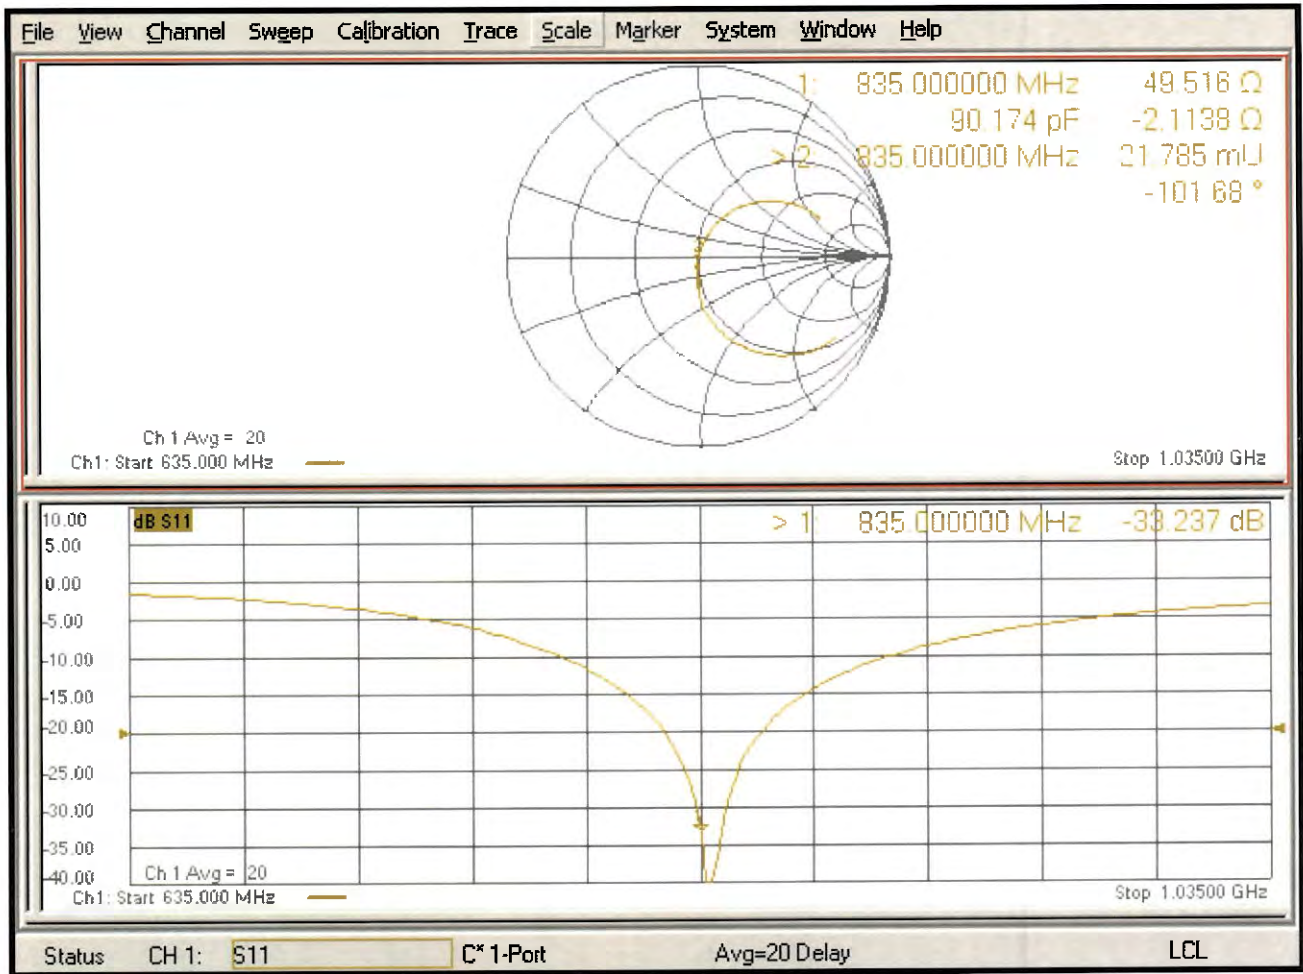 File View Channel Sweep Calibration Trace Scale Marker System Window Help
1: 835.000000 MHz 49.516 Ω
90.174 pF -2.1138 Ω
> 2: 835.000000 MHz 21.785 mU
-101.68 °
Ch 1 Avg = 20
Ch1: Start 635.000 MHz
Stop 1.03500 GHz
10.00
dB S11
> 1: 835.000000 MHz -33.237 dB
5.00
0.00
-5.00
-10.00
-15.00
-20.00
-25.00
-30.00
-35.00
-40.00
Ch 1 Avg = 20
Ch1: Start 635.000 MHz
Stop 1.03500 GHz
Status CH 1: S11 C* 1-Port Avg=20 Delay LCL